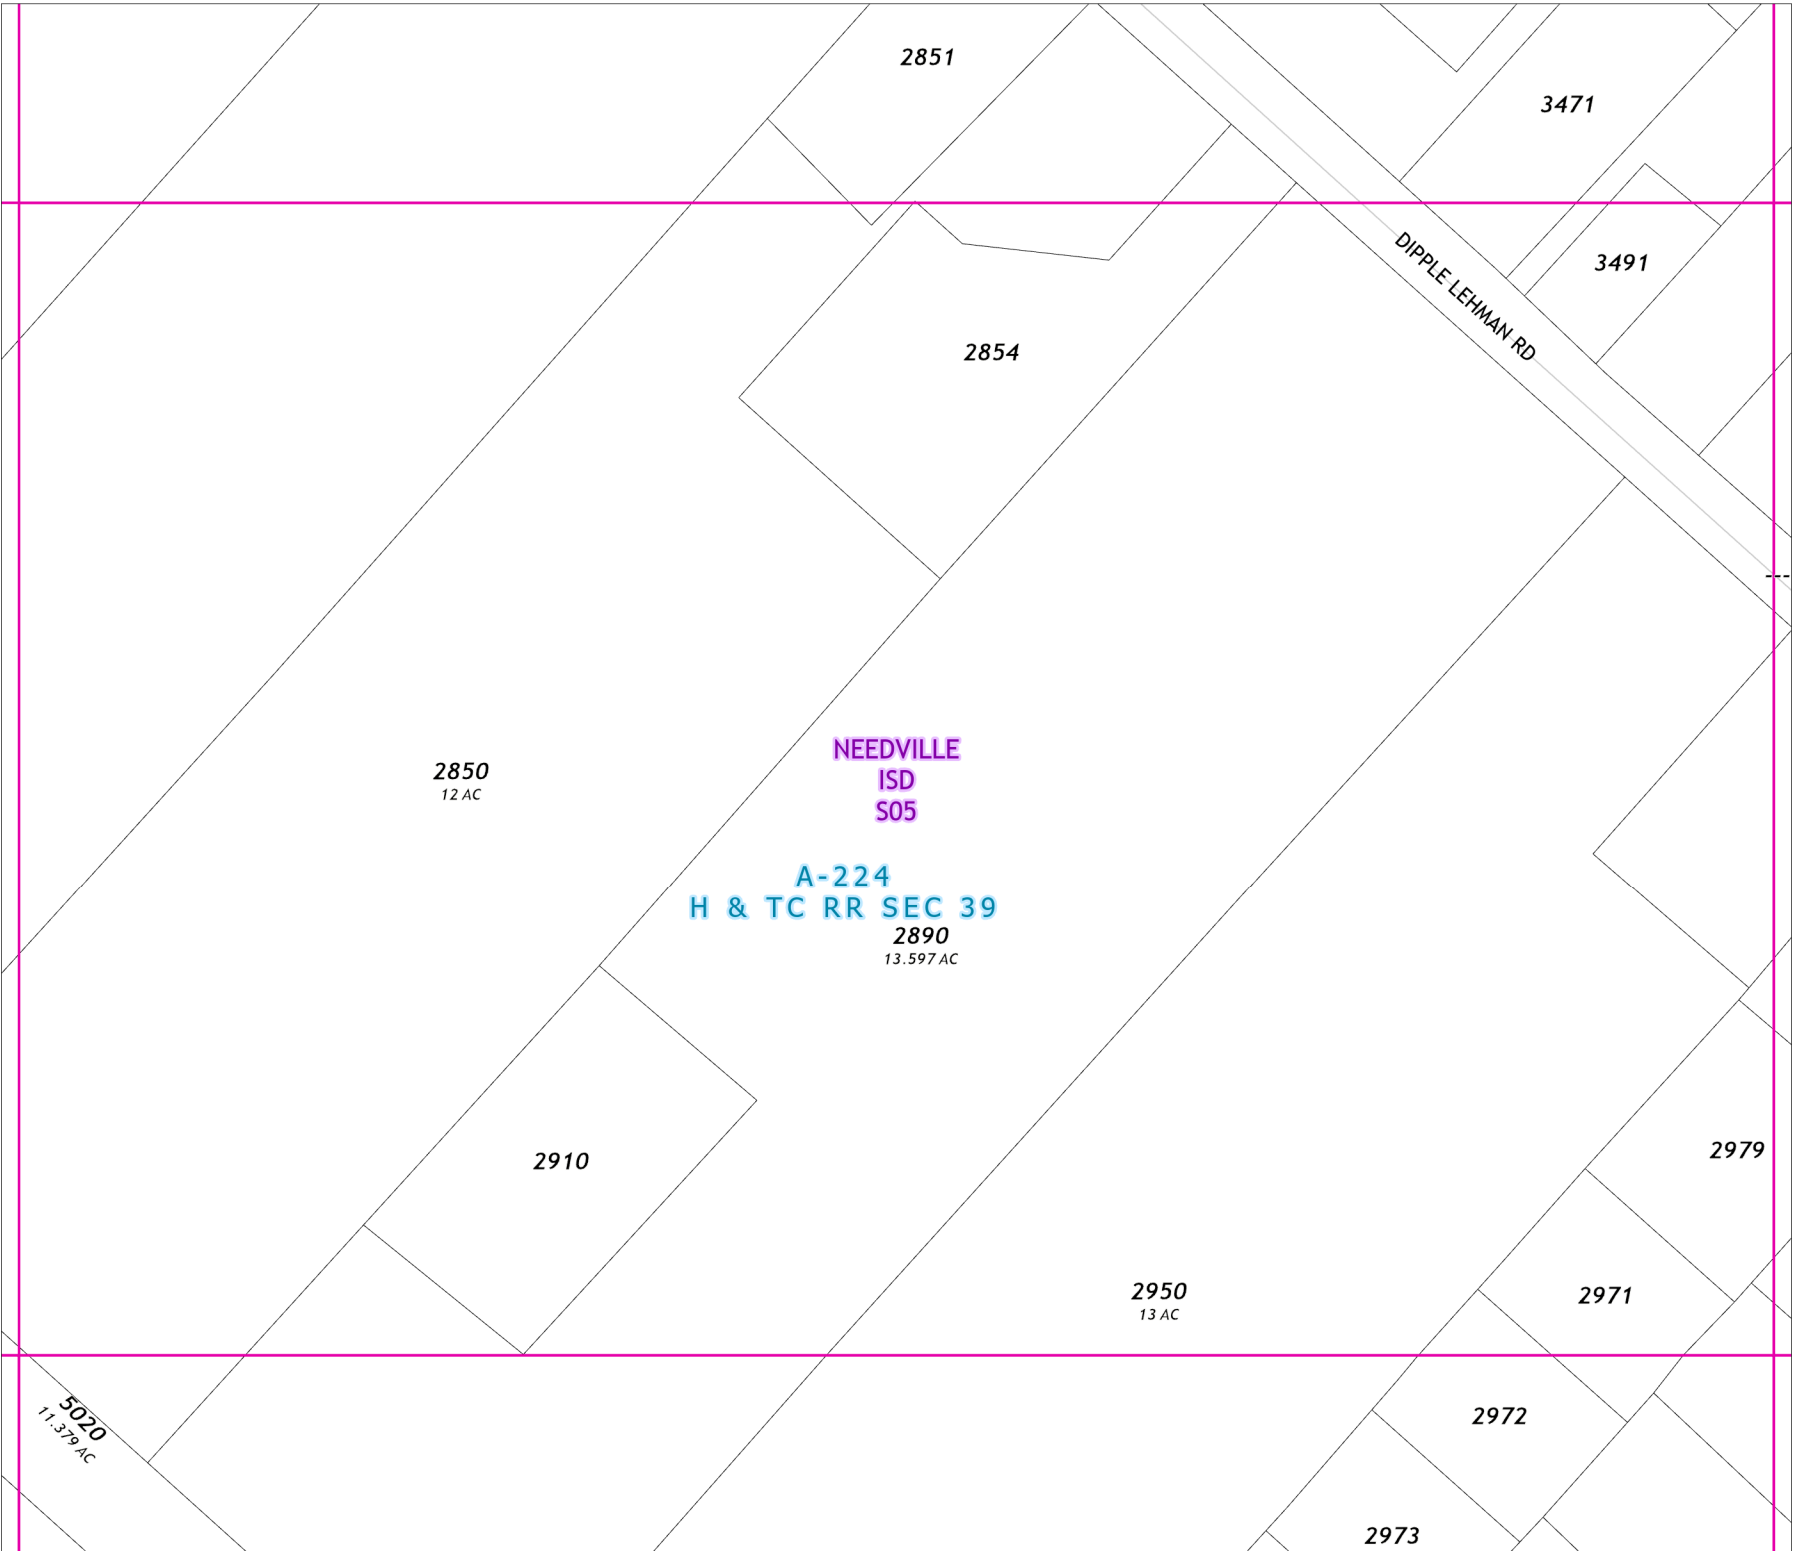 2851
3471
3491
DIPPLE LEHMAN RD
2854
2850
12 AC
NEEDVILLE
ISD
S05
A-224
H & TC RR SEC 39
2890
13.597 AC
2910
2979
2950
13 AC
2971
5020
11.379 AC
2972
2973